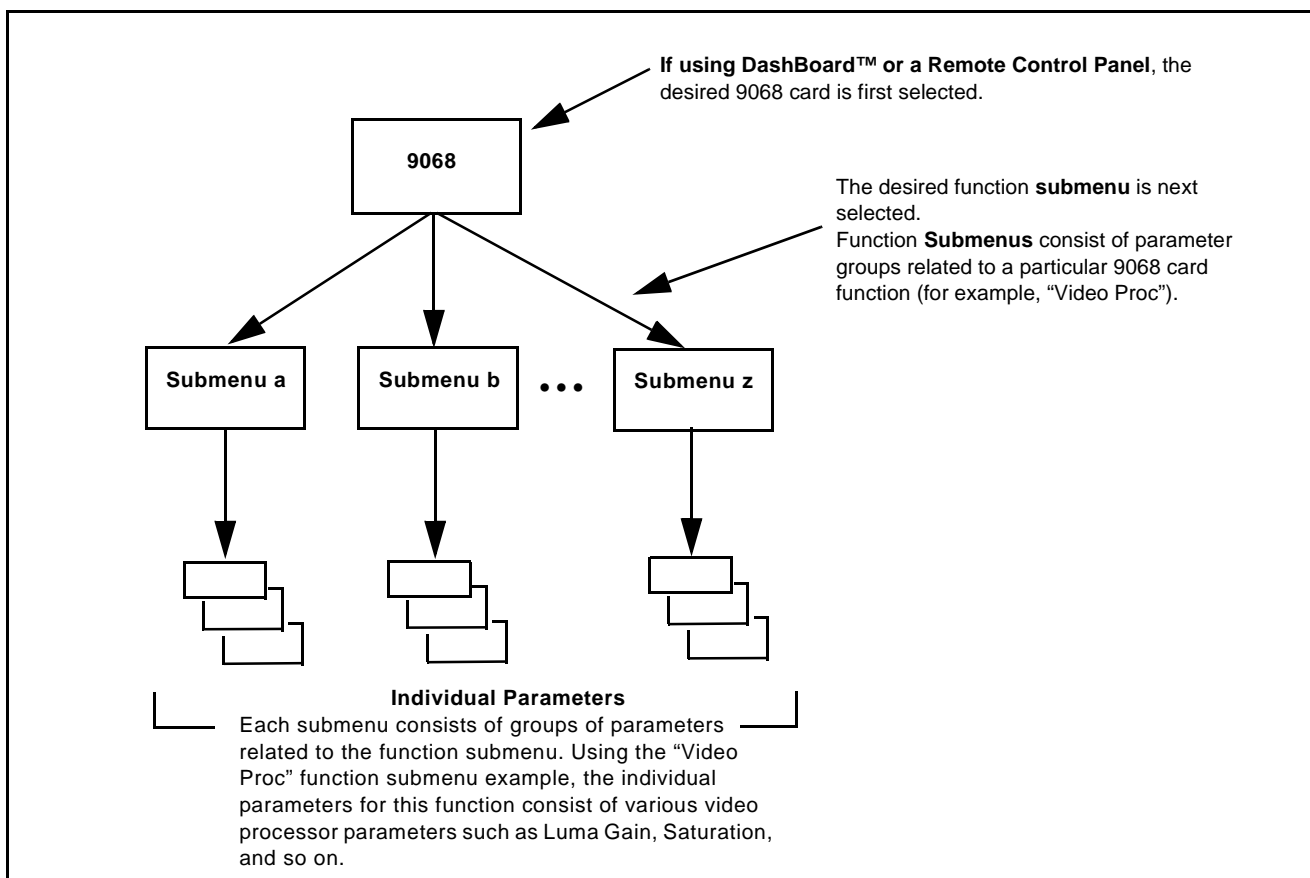 If using DashBoard™ or a Remote Control Panel, the
desired 9068 card is first selected.
9068
The desired function submenu is next
selected.
Function Submenus consist of parameter
groups related to a particular 9068 card
function (for example, “Video Proc”).
Submenu a
Submenu b
•••
Submenu z
Individual Parameters
Each submenu consists of groups of parameters
related to the function submenu. Using the “Video
Proc” function submenu example, the individual
parameters for this function consist of various video
processor parameters such as Luma Gain, Saturation,
and so on.